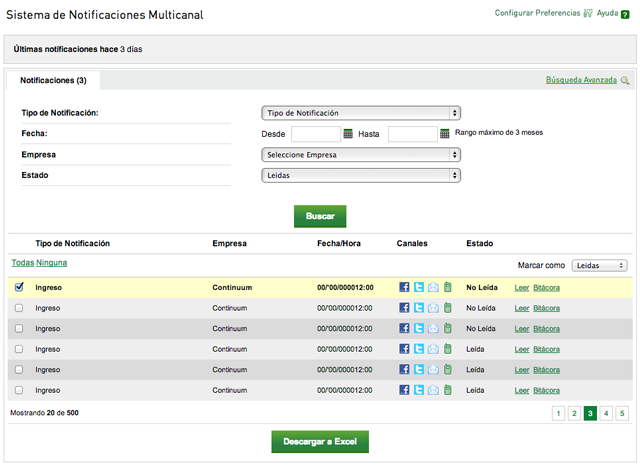 Sistema de Notificaciones Multicanal
Configurar Preferencias Ayuda ?
Últimas notificaciones hace 3 días
Notificaciones (3)
Búsqueda Avanzada
Tipo de Notificación: Tipo de Notificación
Fecha: Desde Hasta Rango máximo de 3 meses
Empresa Seleccione Empresa
Estado Leidas
Buscar
Tipo de Notificación Empresa Fecha/Hora Canales Estado
Todas Ninguna Marcar como Leidas
Ingreso Continuum 00/'00/000012:00 No Leída Leer Bitácora
Ingreso Continuum 00/'00/000012:00 No Leída Leer Bitácora
Ingreso Continuum 00/'00/000012:00 No Leída Leer Bitácora
Ingreso Continuum 00/'00/000012:00 Leída Leer Bitácora
Ingreso Continuum 00/'00/000012:00 Leída Leer Bitácora
Ingreso Continuum 00/'00/000012:00 Leída Leer Bitácora
Mostrando 20 de 500 1 2 3 4 5
Descargar a Excel